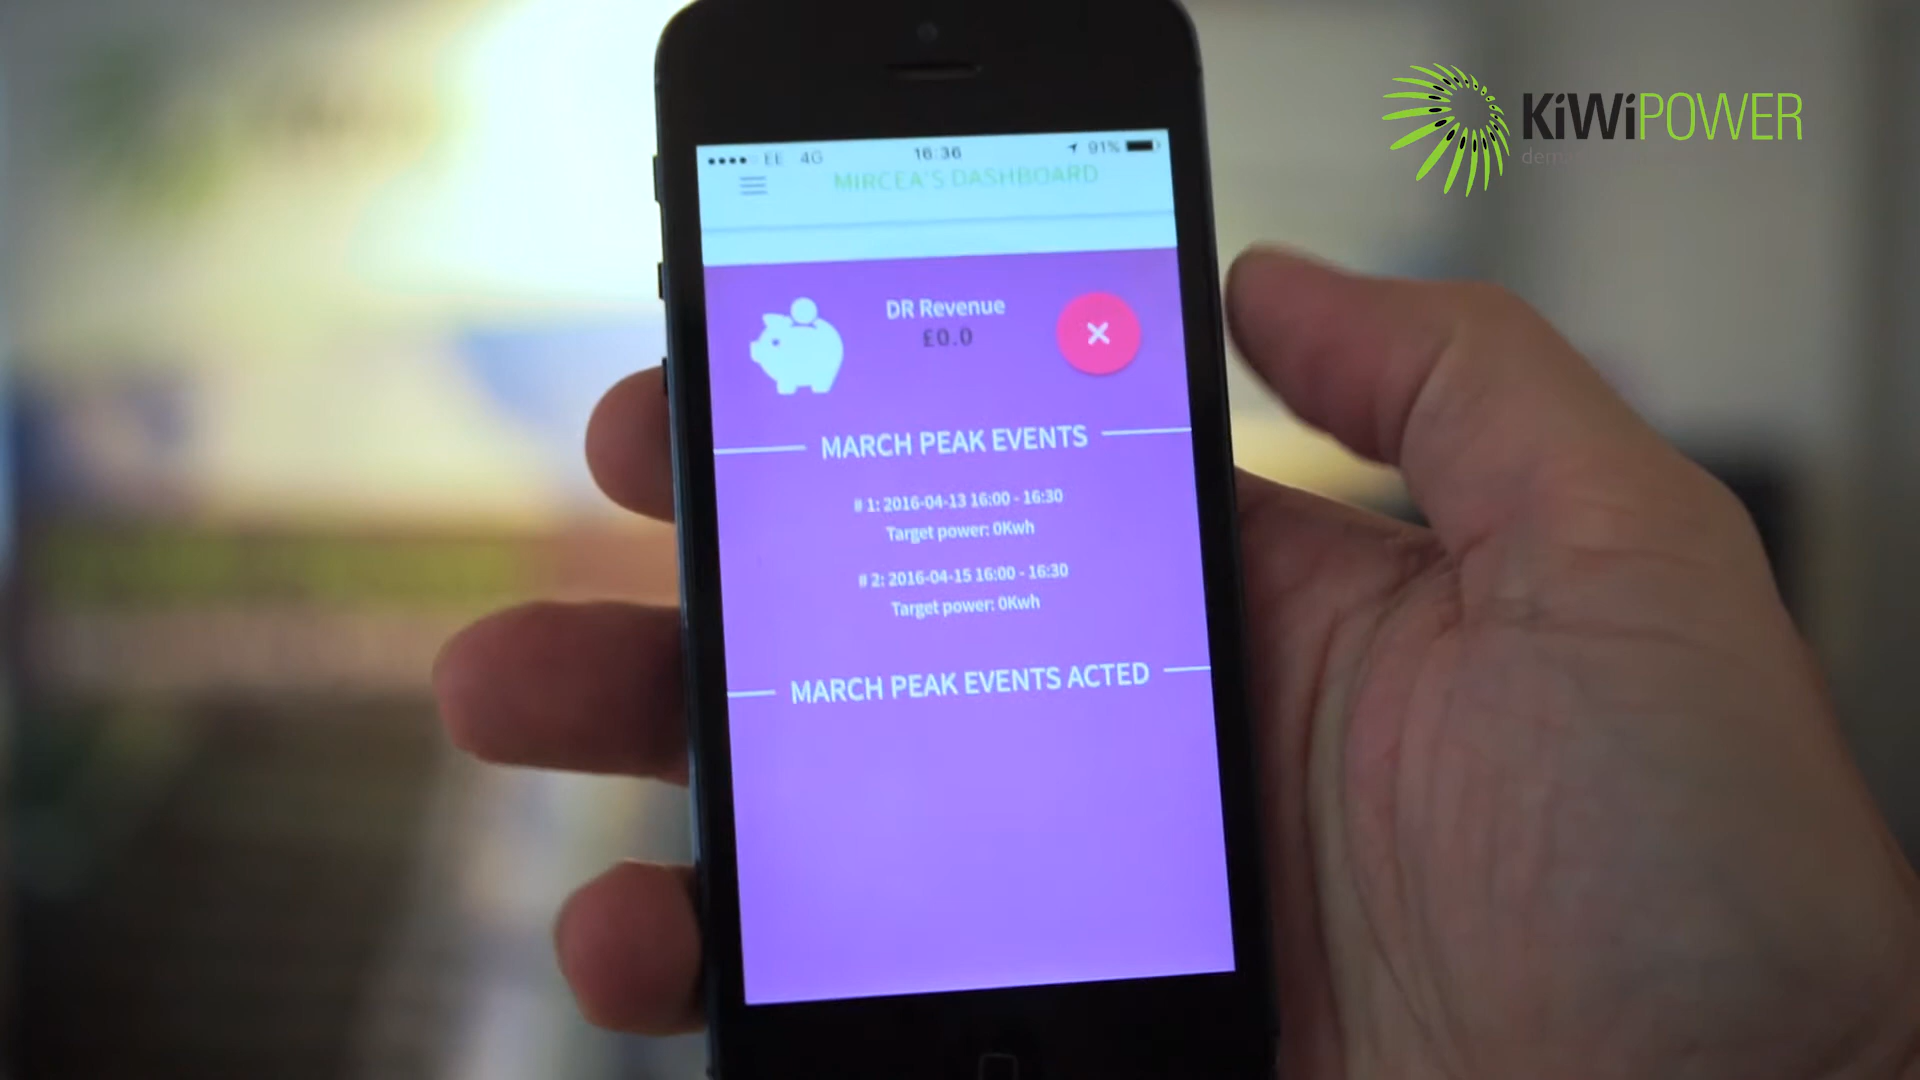 KiWiPOWER
EE 4G 16:36 91%
MIRCEA'S DASHBOARD
DR Revenue
£0.0
MARCH PEAK EVENTS
# 1: 2016-04-13 16:00 - 16:30
Target power: 0Kwh
# 2: 2016-04-15 16:00 - 16:30
Target power: 0Kwh
MARCH PEAK EVENTS ACTED